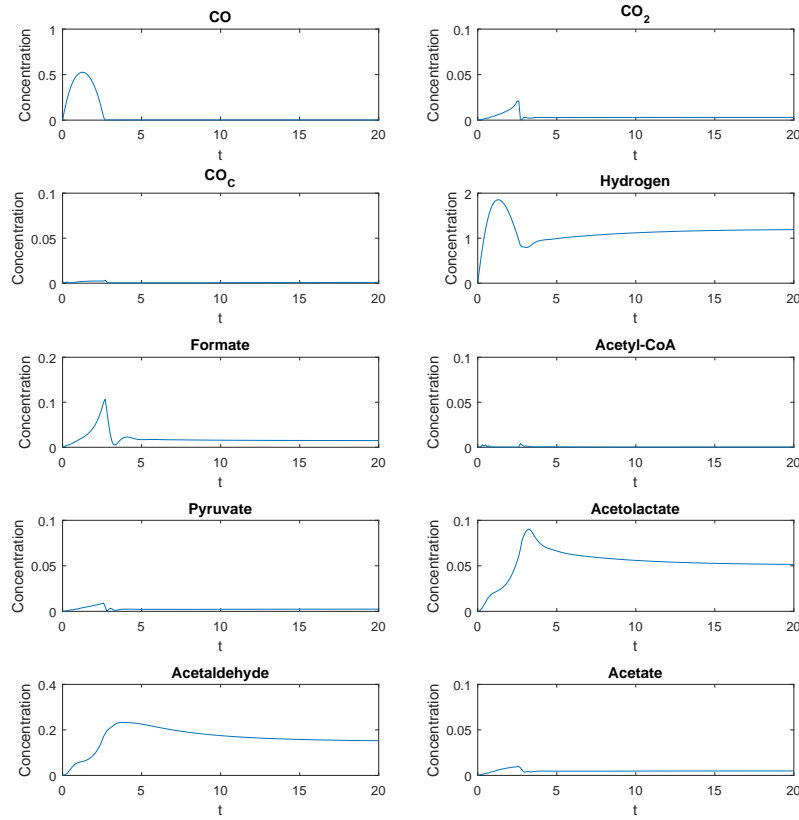 CO
Concentration
1
0.5
0
0 5 10 15 20
t
CO2
Concentration
0.1
0.05
0
0 5 10 15 20
t
COC
Concentration
0.1
0.05
0
0 5 10 15 20
t
Hydrogen
Concentration
2
1
0
0 5 10 15 20
t
Formate
Concentration
0.2
0.1
0
0 5 10 15 20
t
Acetyl-CoA
Concentration
0.1
0.05
0
0 5 10 15 20
t
Pyruvate
Concentration
0.1
0.05
0
0 5 10 15 20
t
Acetolactate
Concentration
0.1
0.05
0
0 5 10 15 20
t
Acetaldehyde
Concentration
0.4
0.2
0
0 5 10 15 20
t
Acetate
Concentration
0.1
0.05
0
0 5 10 15 20
t